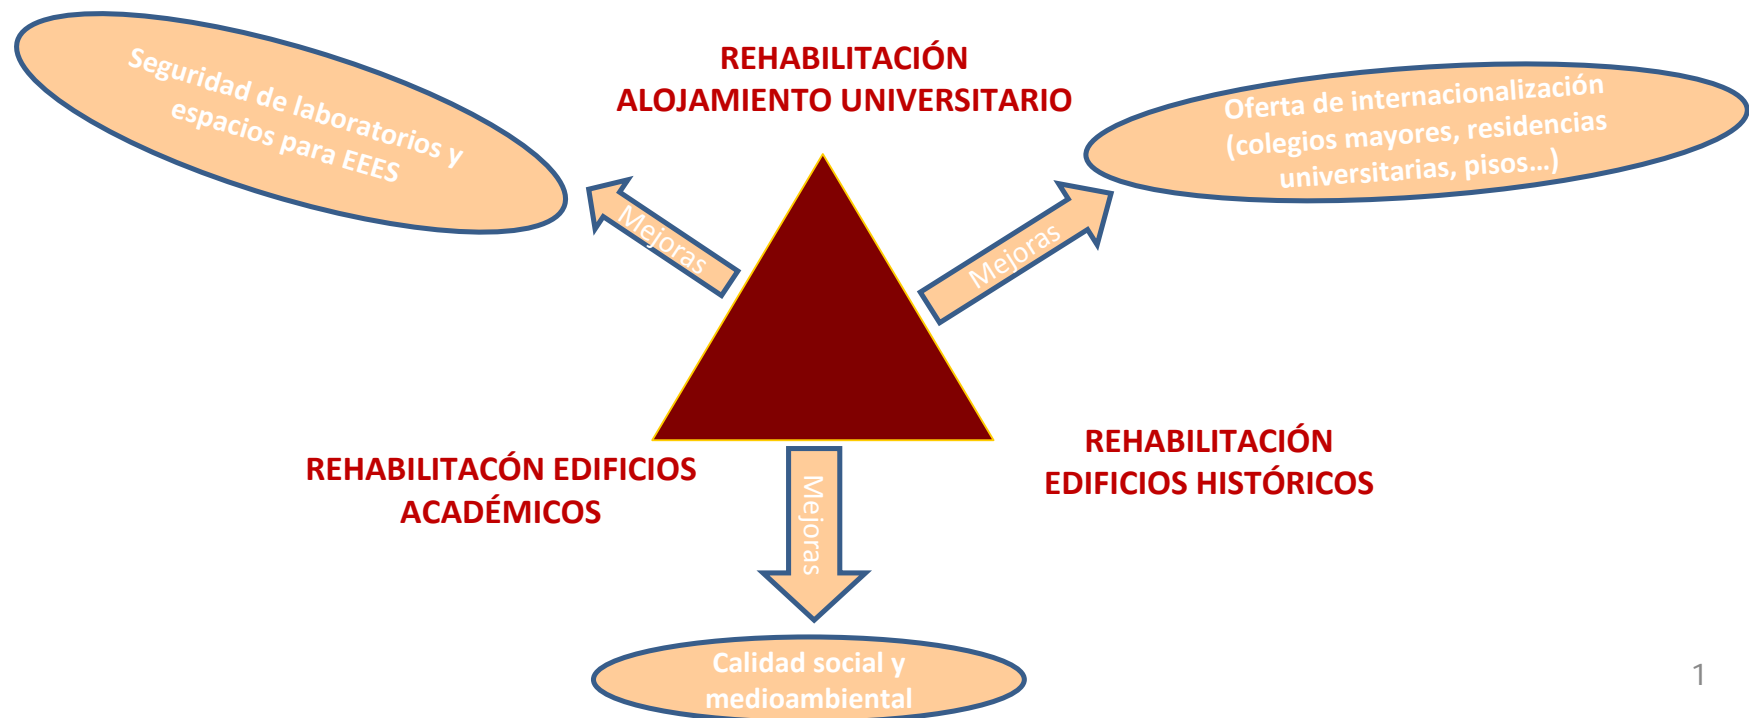 Seguridad de laboratorios y
espacios para EEES
REHABILITACIÓN
ALOJAMIENTO UNIVERSITARIO
Oferta de internacionalización
(colegios mayores, residencias
universitarias, pisos...)
Mejoras
Mejoras
REHABILITACÓN EDIFICIOS
ACADÉMICOS
Mejoras
REHABILITACIÓN
EDIFICIOS HISTÓRICOS
Calidad social y
medioambiental
1